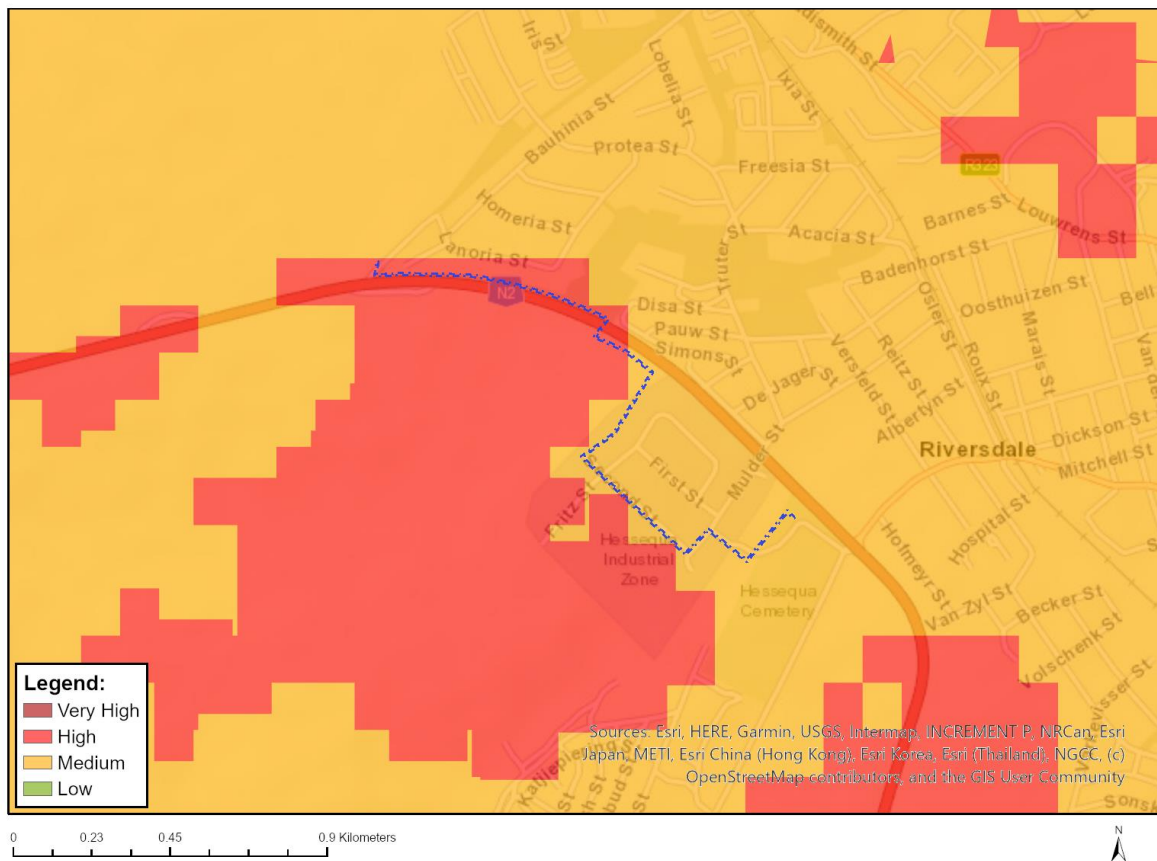 Iris St
Lobelia St
Ixia St
Bauhinia St
Protea St
Freesia St
R323
Homeria St
Barnes St
Louwrens St
Lanoria St
Truter St
Acacia St
Badenhorst St
N2
Disa St
Osler St
Oosthuizen St
Pauw St
Simons St
Marais St
Versfeld St
Reitz St
Roux St
De Jager St
Albertyn St
Dickson St
Riversdale
Mitchell St
First St
Mulder St
Second St
Fritz St
Hospital St
Hessequa
Industrial
Zone
Hofmeyr St
Hessequa
Cemetery
Van Zyl St
Becker St
Volschenk St
Legend:
Very High
High
Medium
Low
Sources: Esri, HERE, Garmin, USGS, Intermap, INCREMENT P, NRCan, Esri
Japan, METI, Esri China (Hong Kong), Esri Korea, Esri (Thailand), NGCC, (c)
OpenStreetMap contributors, and the GIS User Community
0 0.23 0.45 0.9 Kilometers
N